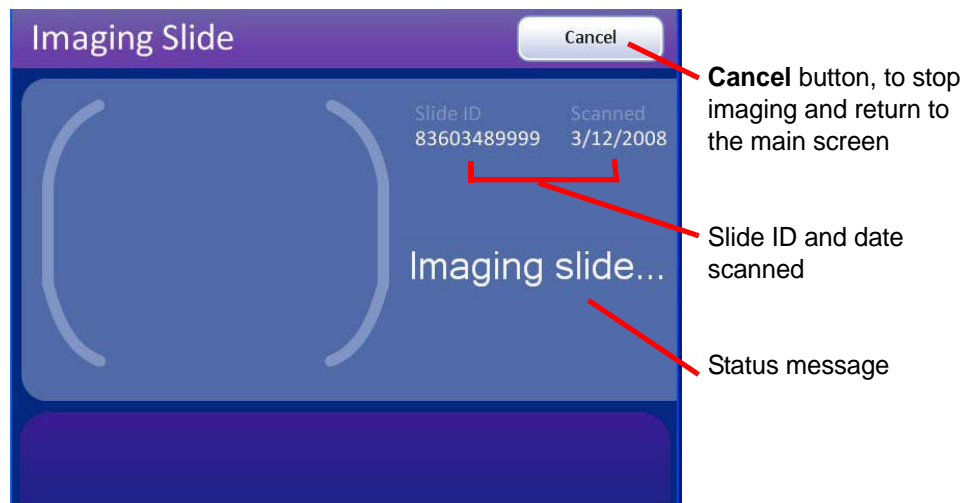 Imaging Slide
Cancel
Slide ID Scanned
83603489999 3/12/2008
Imaging slide...
Cancel button, to stop
imaging and return to
the main screen
Slide ID and date
scanned
Status message